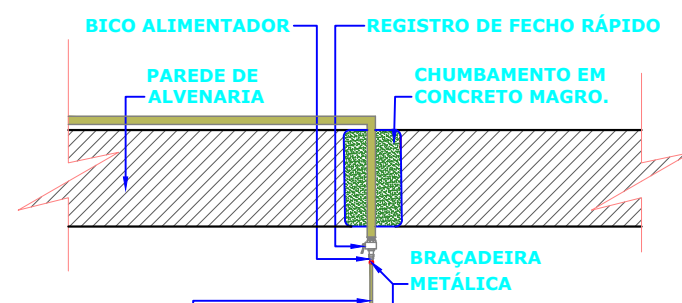 BICO ALIMENTADOR
REGISTRO DE FECHO RÁPIDO
PAREDE DE
ALVENARIA
CHUMBAMENTO EM
CONCRETO MAGRO.
BRAÇADEIRA
METÁLICA